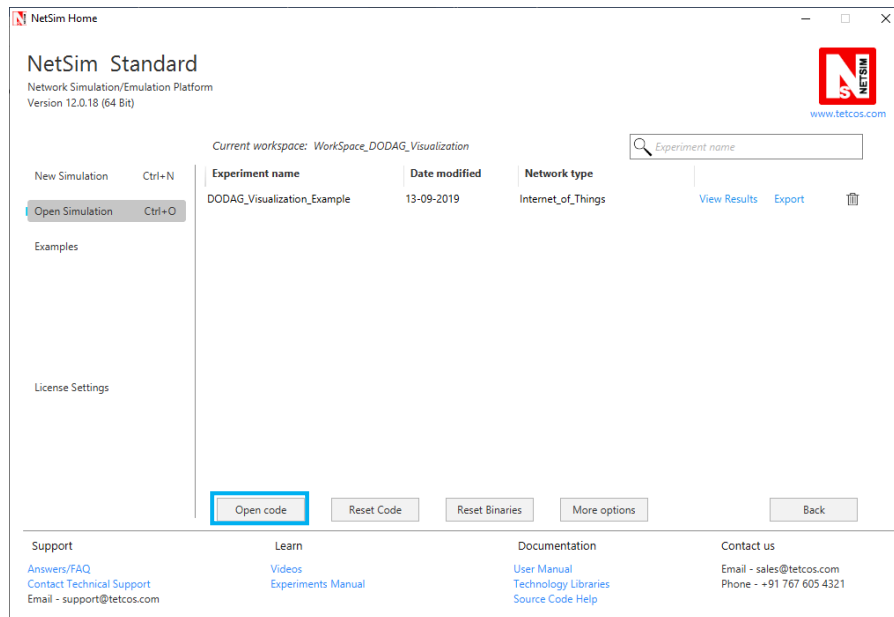 NetSim Home
NetSim Standard
Network Simulation/Emulation Platform
Version 12.0.18 (64 Bit)
NETSIM
N
S
www.tetcos.com
Current workspace: WorkSpace_DODAG_Visualization
Experiment name
New Simulation Ctrl+N
Open Simulation Ctrl+O
Examples
License Settings
Experiment name Date modified Network type
DODAG_Visualization_Example 13-09-2019 Internet_of_Things View Results Export
Open code Reset Code Reset Binaries More options Back
Support
Answers/FAQ
Contact Technical Support
Email - support@tetcos.com
Learn
Videos
Experiments Manual
Documentation
User Manual
Technology Libraries
Source Code Help
Contact us
Email - sales@tetcos.com
Phone - +91 767 605 4321